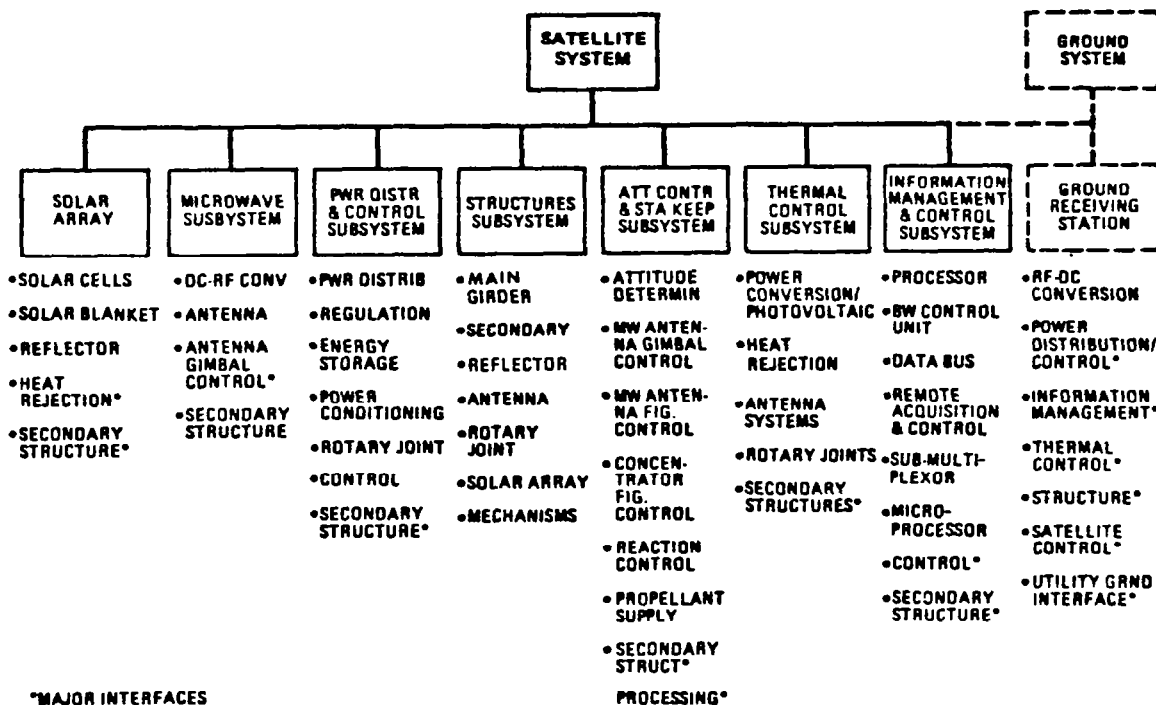 SATELLITE
SYSTEM
GROUND
SYSTEM
SOLAR
ARRAY
MICROWAVE
SUSBYSTEM
PWR DISTR
& CONTROL
SUBSYSTEM
STRUCTURES
SUBSYSTEM
ATT CONTR
& STA KEEP
SUBSYSTEM
THERMAL
CONTROL
SUBSYSTEM
INFORMATION
MANAGEMENT
& CONTROL
SUBSYSTEM
GROUND
RECEIVING
STATION
•SOLAR CELLS
•SOLAR BLANKET
•REFLECTOR
•HEAT
REJECTION*
•SECONDARY
STRUCTURE*
•DC-RF CONV
•ANTENNA
•ANTENNA
GIMBAL
CONTROL*
•SECONDARY
STRUCTURE
•PWR DISTRIB
•REGULATION
•ENERGY
STORAGE
•POWER
CONDITIONING
•ROTARY JOINT
•CONTROL
•SECONDARY
STRUCTURE*
•MAIN
GIRDER
•SECONDARY
•REFLECTOR
•ANTENNA
•ROTARY
JOINT
•SOLAR ARRAY
•MECHANISMS
•ATTITUDE
DETERMIN
•MW ANTEN-
NA GIMBAL
CONTROL
•MW ANTEN-
NA FIG.
CONTROL
•CONCEN-
TRATOR
FIG.
CONTROL
•REACTION
CONTROL
•PROPELLANT
SUPPLY
•SECONDARY
STRUCT*
PROCESSING*
•POWER
CONVERSION/
PHOTOVOLTAIC
•HEAT
REJECTION
•ANTENNA
SYSTEMS
•ROTARY JOINTS
•SECONDARY
STRUCTURES*
•PROCESSOR
•BW CONTROL
UNIT
•DATA BUS
•REMOTE
ACQUISITION
& CONTROL
•SUB-MULTI-
PLEXOR
•MICRO-
PROCESSOR
•CONTROL*
•SECONDARY
STRUCTURE*
•RF-DC
CONVERSION
•POWER
DISTRIBUTION/
CONTROL*
•INFORMATION
MANAGEMENT*
•THERMAL
CONTROL*
•STRUCTURE*
•SATELLITE
CONTROL*
•UTILITY GRND
INTERFACE*
*MAJOR INTERFACES